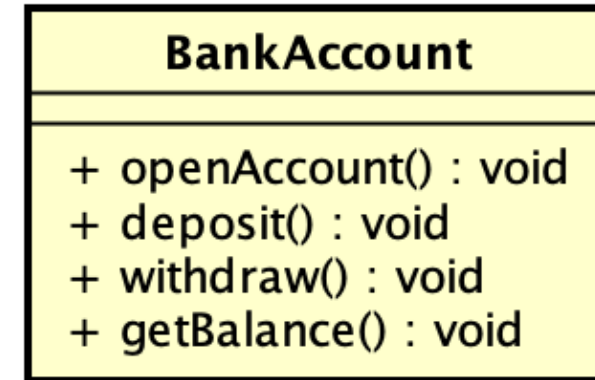 BankAccount
+ openAccount() : void
+ deposit() : void
+ withdraw() : void
+ getBalance() : void